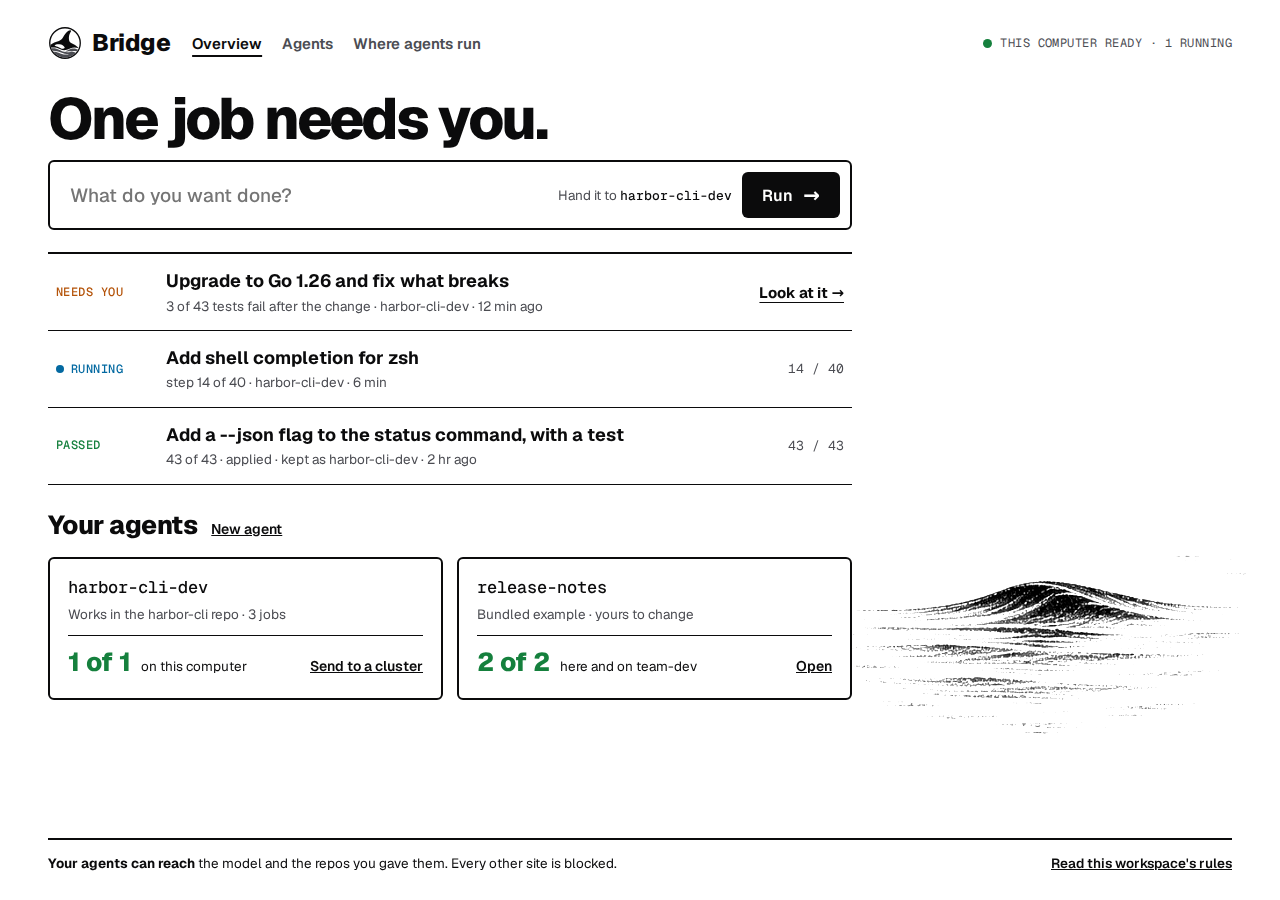 Bridge Overview Agents Where agents run THIS COMPUTER READY · 1 RUNNING
One job needs you.
What do you want done? Hand it to harbor-cli-dev Run →
NEEDS YOU Upgrade to Go 1.26 and fix what breaks Look at it →
3 of 43 tests fail after the change · harbor-cli-dev · 12 min ago
RUNNING Add shell completion for zsh 14 / 40
step 14 of 40 · harbor-cli-dev · 6 min
PASSED Add a --json flag to the status command, with a test 43 / 43
43 of 43 · applied · kept as harbor-cli-dev · 2 hr ago
Your agents New agent
harbor-cli-dev
Works in the harbor-cli repo · 3 jobs
1 of 1 on this computer Send to a cluster
release-notes
Bundled example · yours to change
2 of 2 here and on team-dev Open
Your agents can reach the model and the repos you gave them. Every other site is blocked. Read this workspace's rules